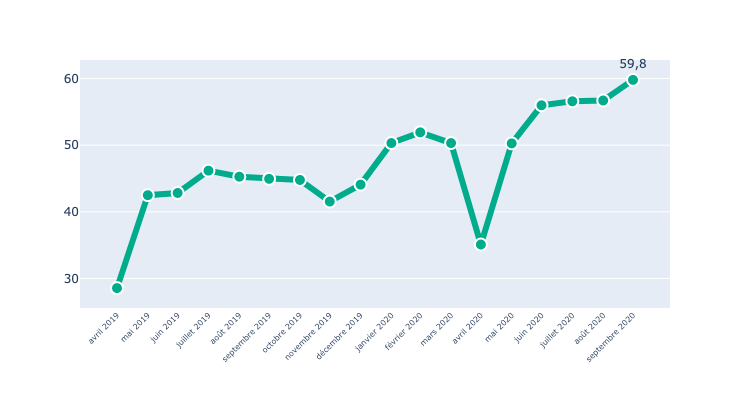 59,8
60
50
40
30
avril 2019
mai 2019
juin 2019
juillet 2019
août 2019
septembre 2019
octobre 2019
novembre 2019
décembre 2019
janvier 2020
février 2020
mars 2020
avril 2020
mai 2020
juin 2020
juillet 2020
août 2020
septembre 2020